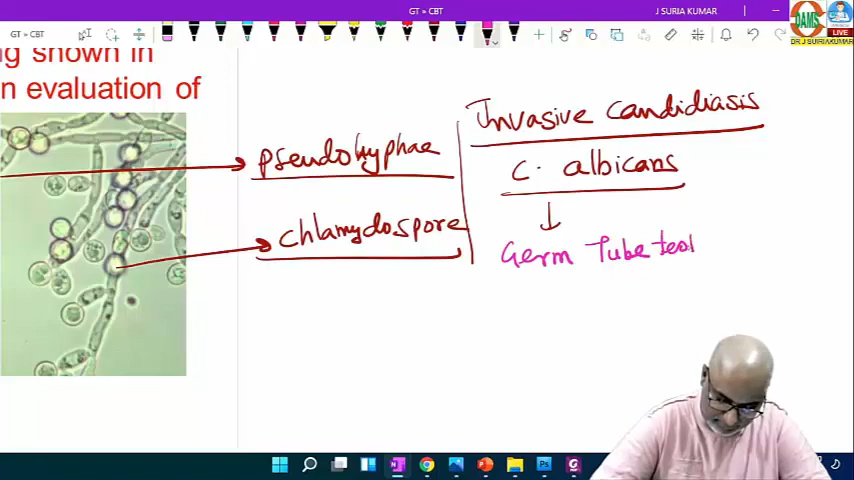 GT » CBT
J SURIA KUMAR
GT » CBT
DAMS
LIVE
DR J SURIAKUMAR
g shown in
n evaluation of
Invasive candidiasis
pseudohyphae
C. albicans
chlamydospore
Germ Tube test